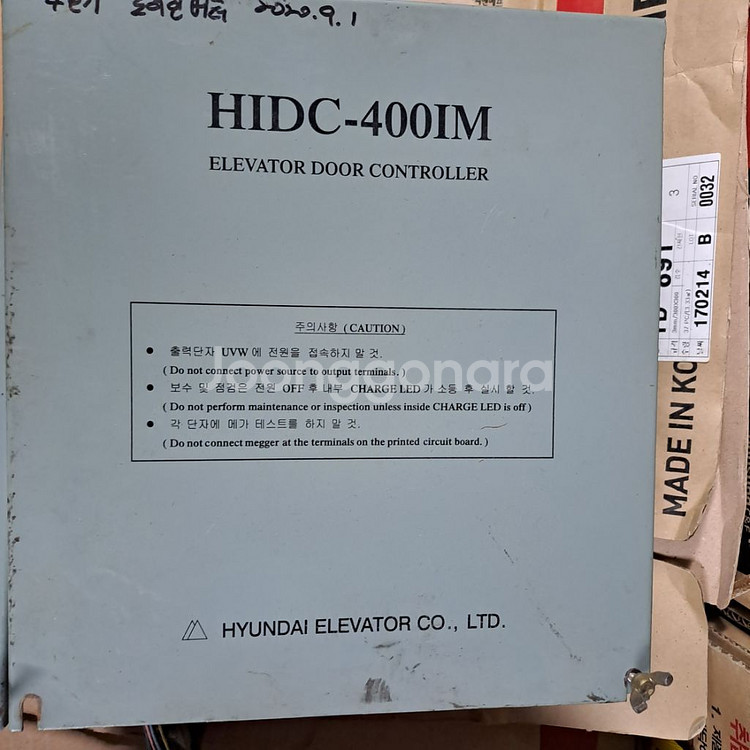 2020.9.1
HIDC-400IM
ELEVATOR DOOR CONTROLLER
주의사항 (CAUTION)
● 출력단자 UVW 에 전원을 접속하지 말 것.
( Do not connect power source to output terminals. )
● 보수 및 점검은 전원 OFF 후 내부 CHARGE LED 가 소등 후 실시 할 것.
( Do not perform maintenance or inspection unless inside CHARGE LED is off )
● 각 단자에 메가 테스트를 하지 말 것.
( Do not connect megger at the terminals on the printed circuit board. )
Joonggonara
HYUNDAI ELEVATOR CO., LTD.
3
SERIAL NO
0032
LOT
B
170214
MADE IN KO
1.